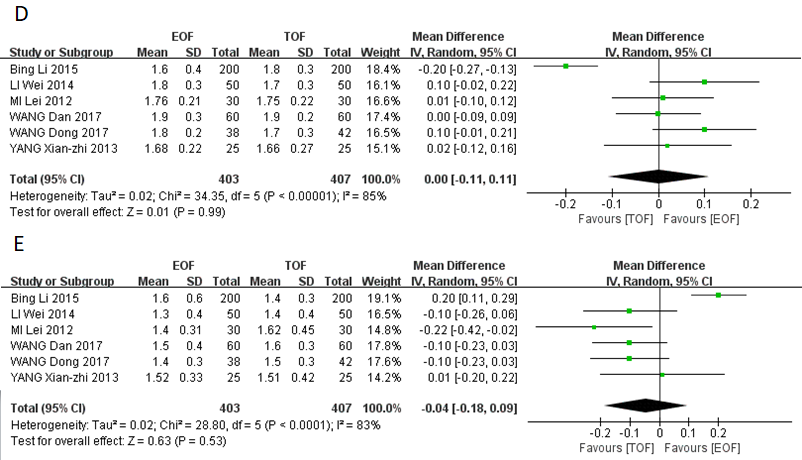 D
EOF TOF Mean Difference Mean Difference
Study or Subgroup Mean SD Total Mean SD Total Weight IV, Random, 95% CI IV, Random, 95% CI
Bing Li 2015 1.6 0.4 200 1.8 0.3 200 18.4% -0.20 [-0.27, -0.13]
LI Wei 2014 1.8 0.3 50 1.7 0.3 50 16.1% 0.10 [-0.02, 0.22]
MI Lei 2012 1.76 0.21 30 1.75 0.22 30 16.5% 0.01 [-0.10, 0.12]
WANG Dan 2017 1.9 0.3 60 1.9 0.2 60 17.4% 0.00 [-0.09, 0.09]
WANG Dong 2017 1.8 0.2 38 1.7 0.3 42 16.5% 0.10 [-0.01, 0.21]
YANG Xian-zhi 2013 1.68 0.22 25 1.66 0.27 25 15.1% 0.02 [-0.12, 0.16]
Total (95% CI) 403 407 100.0% 0.00 [-0.11, 0.11]
Heterogeneity: Tau² = 0.02; Chi² = 34.35, df = 5 (P < 0.00001); I² = 85%
Test for overall effect: Z = 0.01 (P = 0.99)
-0.2 -0.1 0 0.1 0.2
Favours [TOF] Favours [EOF]
E
EOF TOF Mean Difference Mean Difference
Study or Subgroup Mean SD Total Mean SD Total Weight IV, Random, 95% CI IV, Random, 95% CI
Bing Li 2015 1.6 0.6 200 1.4 0.3 200 19.1% 0.20 [0.11, 0.29]
LI Wei 2014 1.3 0.4 50 1.4 0.4 50 16.5% -0.10 [-0.26, 0.06]
MI Lei 2012 1.4 0.31 30 1.62 0.45 30 14.8% -0.22 [-0.42, -0.02]
WANG Dan 2017 1.5 0.4 60 1.6 0.3 60 17.7% -0.10 [-0.23, 0.03]
WANG Dong 2017 1.4 0.3 38 1.5 0.3 42 17.6% -0.10 [-0.23, 0.03]
YANG Xian-zhi 2013 1.52 0.33 25 1.51 0.42 25 14.2% 0.01 [-0.20, 0.22]
Total (95% CI) 403 407 100.0% -0.04 [-0.18, 0.09]
Heterogeneity: Tau² = 0.02; Chi² = 28.80, df = 5 (P < 0.0001); I² = 83%
Test for overall effect: Z = 0.63 (P = 0.53)
-0.2 -0.1 0 0.1 0.2
Favours [TOF] Favours [EOF]